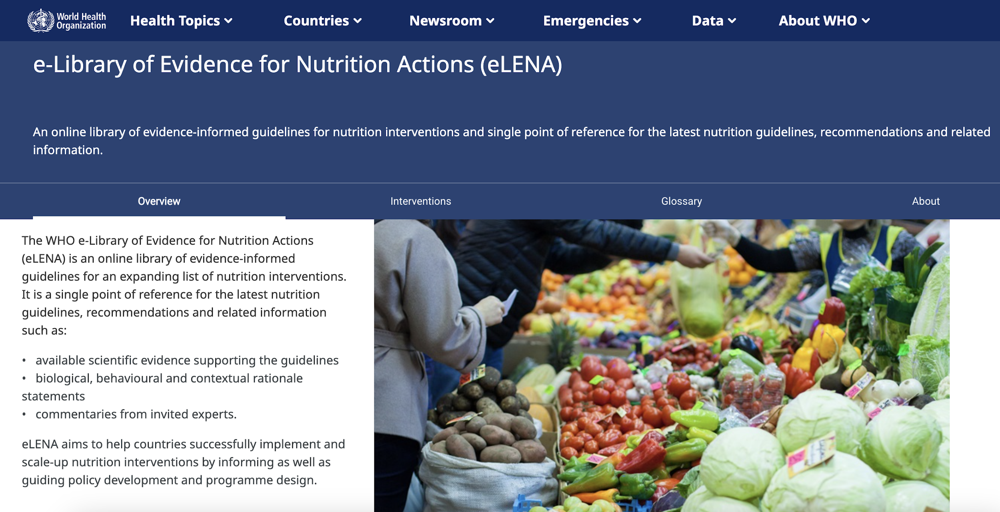 World Health
Organization
Health Topics
Countries
Newsroom
Emergencies
Data
About WHO
e-Library of Evidence for Nutrition Actions (eLENA)
An online library of evidence-informed guidelines for nutrition interventions and single point of reference for the latest nutrition guidelines, recommendations and related
information.
Overview
Interventions
Glossary
About
The WHO e-Library of Evidence for Nutrition Actions
(eLENA) is an online library of evidence-informed
guidelines for an expanding list of nutrition interventions.
It is a single point of reference for the latest nutrition
guidelines, recommendations and related information
such as:
• available scientific evidence supporting the guidelines
• biological, behavioural and contextual rationale
statements
• commentaries from invited experts.
eLENA aims to help countries successfully implement and
scale-up nutrition interventions by informing as well as
guiding policy development and programme design.